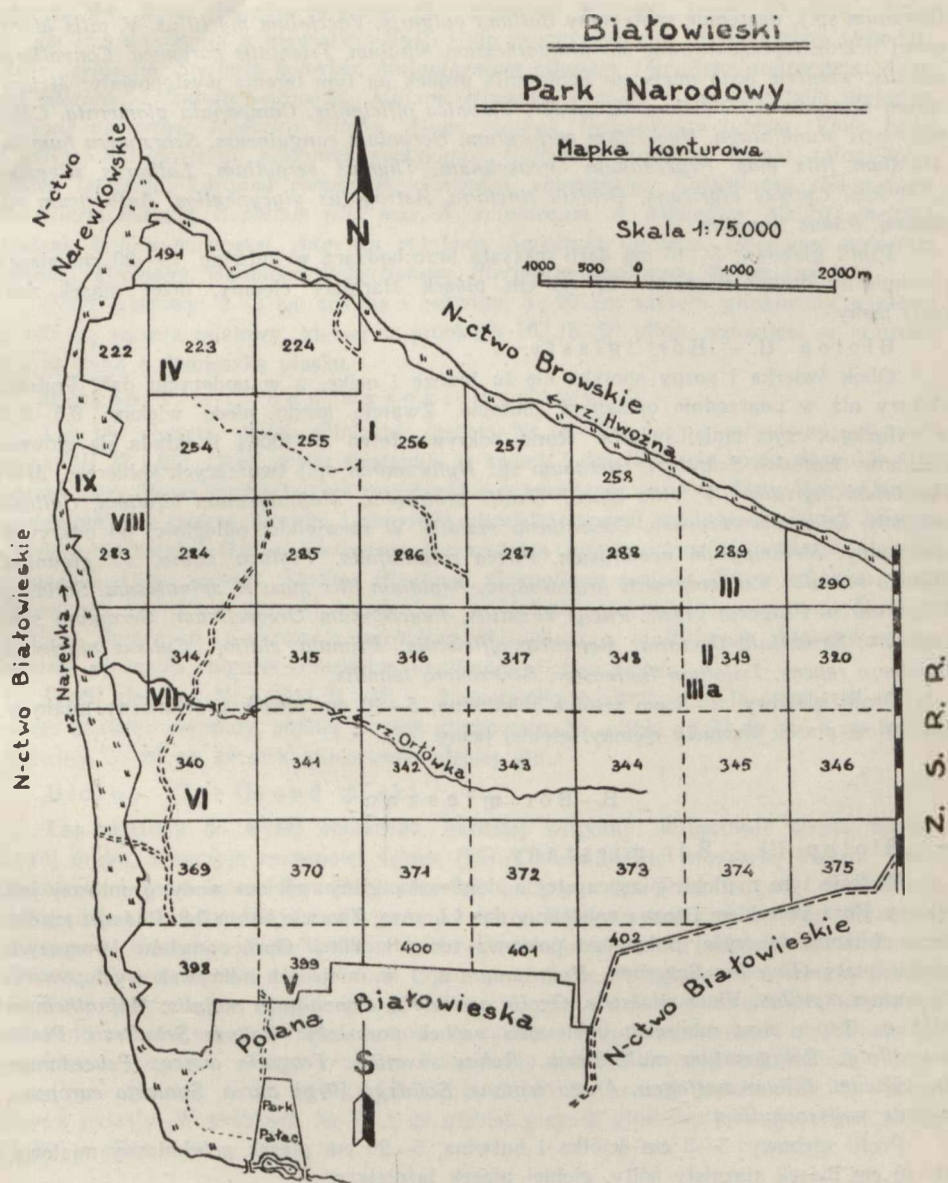 Białowieski
Park Narodowy
Mapka konturowa
Skala 1:75.000
1000 500 0 1000 2000 m
N
N-ctwo
Narewkowskie
191
222 223 224
IV
N-ctwo Browskie
rz. Hwoźna
254 255 I 256 257
258
IX
VIII
283 284 285 286 287 288 289
III 290
N-ctwo Białowieskie
rz. Narewka
314 315 316 317 318 II 319 320
VII IIIa
rz. Orłówka
340 341 342 343 344 345 346
VI
Z. S. R. R.
369 370 371 372 373 374 375
398 399 400 401 402
V
Polana Białowieska
N-ctwo Białowieskie
S
Park
Pałac